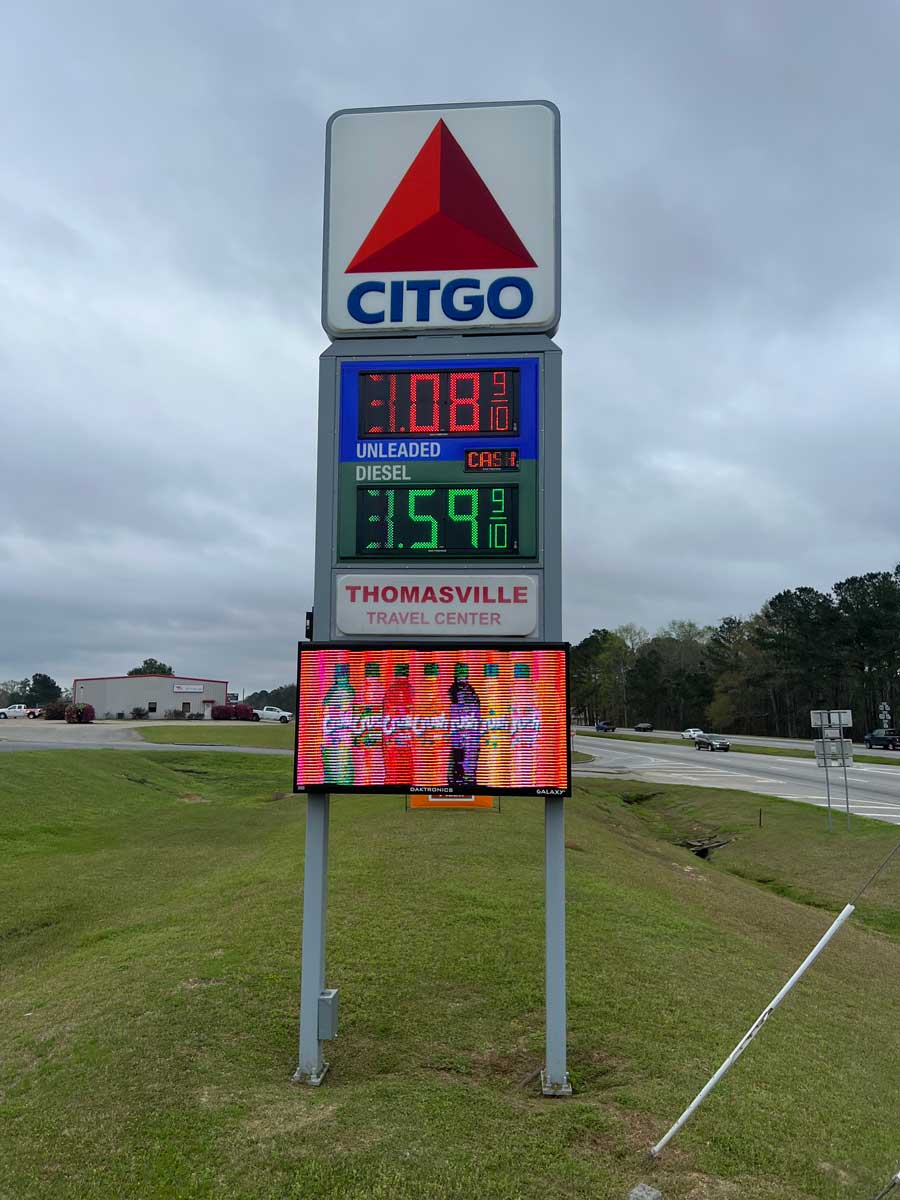 CITGO
3.08 9/10
UNLEADED
CASH
DIESEL
3.59 9/10
THOMASVILLE
TRAVEL CENTER
DAKTRONICS
GALAXY